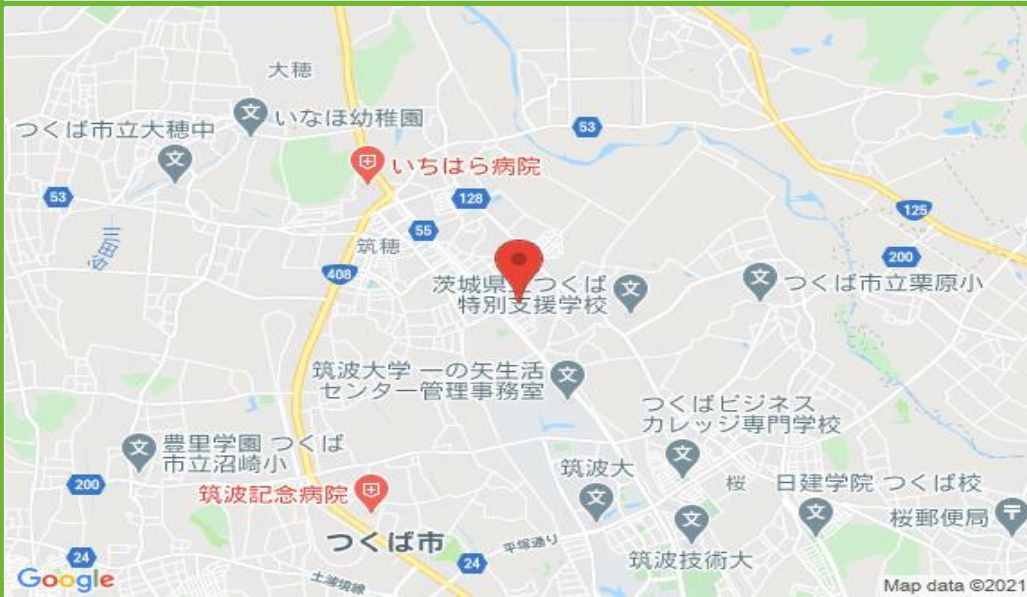 大穂
いなほ幼稚園
つくば市立大穂中
53
いちはら病院
53
128
125
55
谷田川
筑穂
200
408
茨城県立つくば
特別支援学校
つくば市立栗原小
筑波大学 一の矢生活
センター管理事務室
つくばビジネス
カレッジ専門学校
豊里学園 つくば
市立沼崎小
筑波大
200
筑波記念病院
桜
日建学院 つくば校
桜郵便局
つくば市
平塚通り
筑波技術大
24
24
土浦境線
Google
Map data ©2021